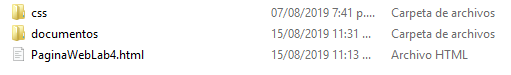 css 07/08/2019 7:41 p.... Carpeta de archivos
documentos 15/08/2019 11:31 ... Carpeta de archivos
PaginaWebLab4.html 15/08/2019 11:13 ... Archivo HTML